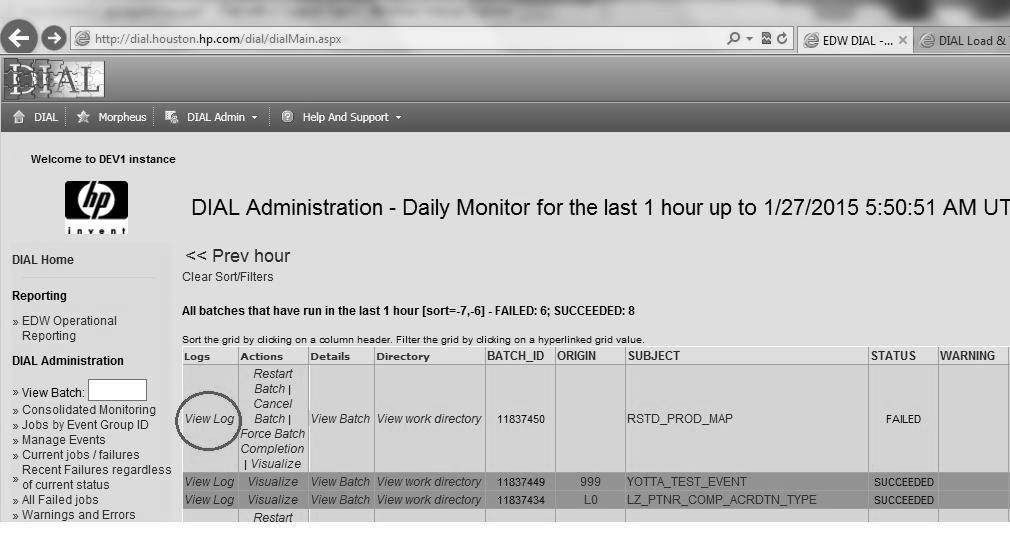 http://dial.houston.hp.com/dial/dialMain.aspx
EDW DIAL -...
DIAL Load &
DIAL
DIAL
Morpheus
DIAL Admin
Help And Support
Welcome to DEV1 instance
hp
invent
DIAL Administration - Daily Monitor for the last 1 hour up to 1/27/2015 5:50:51 AM UT
<< Prev hour
Clear Sort/Filters
DIAL Home
Reporting
» EDW Operational
Reporting
DIAL Administration
» View Batch:
» Consolidated Monitoring
» Jobs by Event Group ID
» Manage Events
» Current jobs / failures
Recent Failures regardless
» of current status
» All Failed jobs
» Warnings and Errors
All batches that have run in the last 1 hour [sort=-7,-6] - FAILED: 6; SUCCEEDED: 8
Sort the grid by clicking on a column header. Filter the grid by clicking on a hyperlinked grid value.
Logs Actions Details Directory BATCH_ID ORIGIN SUBJECT STATUS WARNING
Restart
Batch |
Cancel
View Log Batch | View Batch View work directory 11837450 RSTD_PROD_MAP FAILED
Force Batch
Completion
| Visualize
View Log Visualize View Batch View work directory 11837449 999 YOTTA_TEST_EVENT SUCCEEDED
View Log Visualize View Batch View work directory 11837434 L0 LZ_PTNR_COMP_ACRDTN_TYPE SUCCEEDED
Restart